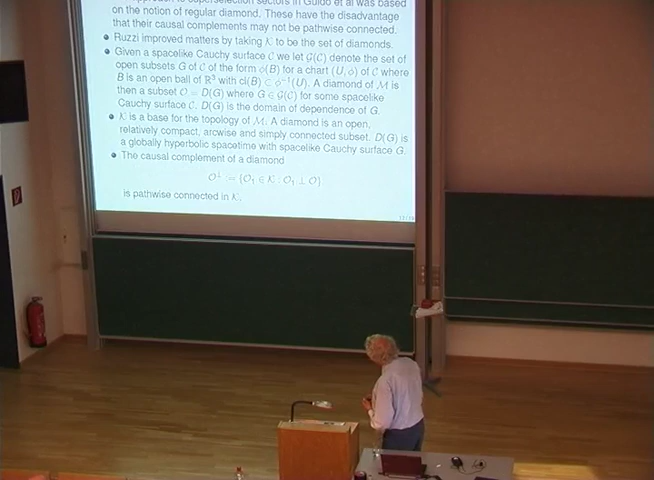 approach to superselection sectors in Guido et al was based
on the notion of regular diamond. These have the disadvantage
that their causal complements may not be pathwise connected.
Ruzzi improved matters by taking K to be the set of diamonds.
Given a spacelike Cauchy surface C we let G(C) denote the set of
open subsets G of C of the form ϕ(B) for a chart (U, ϕ) of C where
B is an open ball of ℝ³ with cl(B) ⊂ ϕ⁻¹(U). A diamond of M is
then a subset O = D(G) where G ∈ G(C) for some spacelike
Cauchy surface C. D(G) is the domain of dependence of G.
K is a base for the topology of M. A diamond is an open,
relatively compact, arcwise and simply connected subset. D(G) is
a globally hyperbolic spacetime with spacelike Cauchy surface G.
The causal complement of a diamond
O⊥ := {O₁ ∈ K : O₁ ⊥ O}
is pathwise connected in K.